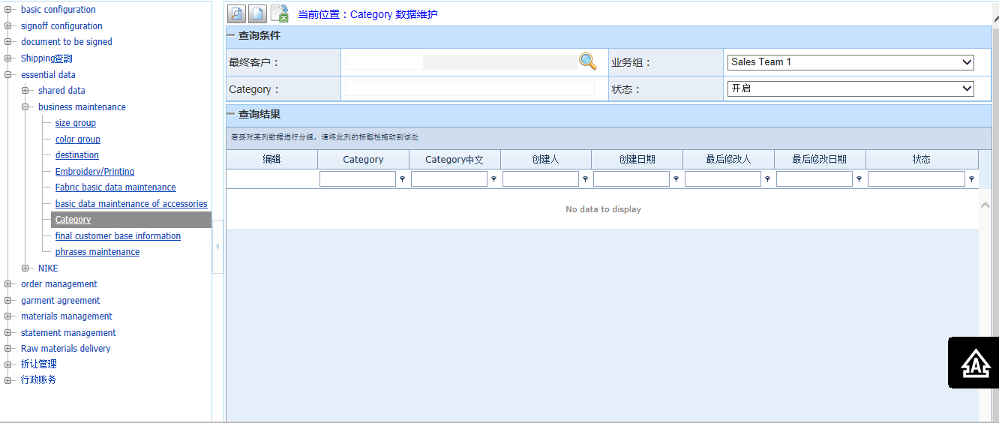 basic configuration
signoff configuration
document to be signed
Shipping查詢
essential data
shared data
business maintenance
size group
color group
destination
Embroidery/Printing
Fabric basic data maintenance
basic data maintenance of accessories
Category
final customer base information
phrases maintenance
NIKE
order management
garment agreement
materials management
statement management
Raw materials delivery
折让管理
行政账务
当前位置：Category 数据维护
查询条件
最终客户： 业务组： Sales Team 1
Category： 状态： 开启
查询结果
若要对某列数据进行分组，请将此列的标题栏拖动到该处
编辑 Category Category中文 创建人 创建日期 最后修改人 最后修改日期 状态
No data to display
A